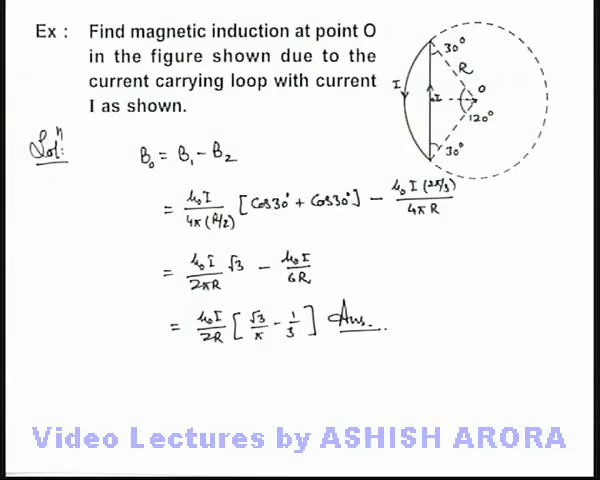 Ex : Find magnetic induction at point O
in the figure shown due to the
current carrying loop with current
I as shown.
30°
R
I
I
O
120°
30°
Solⁿ:
B₀ = B₁ - B₂
= μ₀I / 4π(R/2) [Cos30° + Cos30°] - μ₀I(2π/3) / 4πR
= μ₀I / 2πR √3 - μ₀I / 6R
= μ₀I / 2R [√3/π - 1/3] Ans.
Video Lectures by ASHISH ARORA